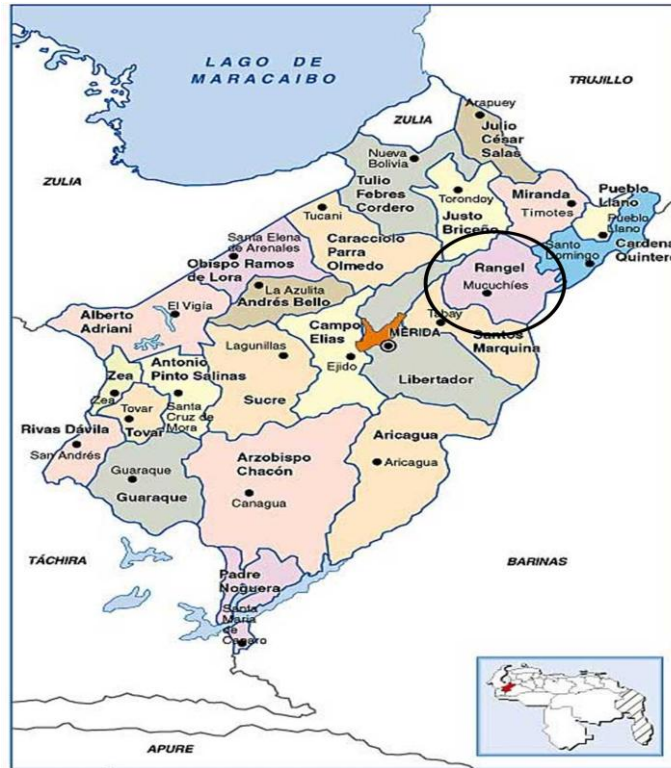 LAGO DE
MARACAIBO
TRUJILLO
ZULIA
ZULIA
Arapuey
Julio
César
Salas
Nueva
Bolivia
Tulio
Febres
Cordero
Torondoy
Justo
Briceño
Miranda
Timotes
Pueblo
Llano
Pueblo
Llano
Santo
Domingo
Cardenal
Quintero
Tucani
Caracciolo
Parra
Olmedo
Santa Elena
de Arenales
Obispo Ramos
de Lora
La Azulita
Andrés Bello
Rangel
Mucuchíes
Alberto
Adriani
El Vigía
Campo
Elias
MÉRIDA
Tabay
Santos
Marquina
Lagunillas
Ejido
Libertador
Zea
Zea
Antonio
Pinto Salinas
Sucre
Tovar
Tovar
Santa
Cruz de
Mora
Rivas Dávila
San Andrés
Guaraque
Guaraque
Arzobispo
Chacón
Canagua
Aricagua
Aricagua
TÁCHIRA
BARINAS
Padre
Noguera
Santa
Maria
de
Caparo
APURE